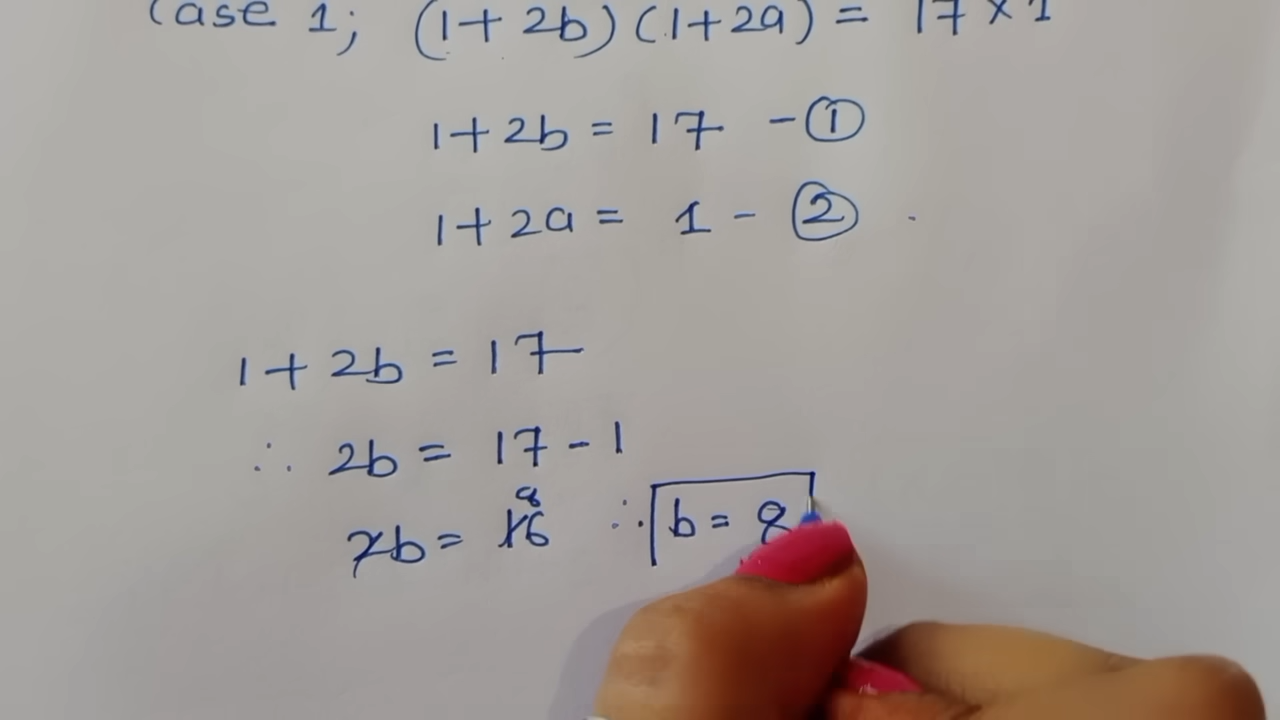 Case 1; (1+ 2b) (1+2a) = 17 x 1
1+ 2b = 17 - ①
1+ 2a = 1 - ②
1 + 2b = 17
∴ 2b = 17 - 1
8
2b = 16 ∴ b = 8